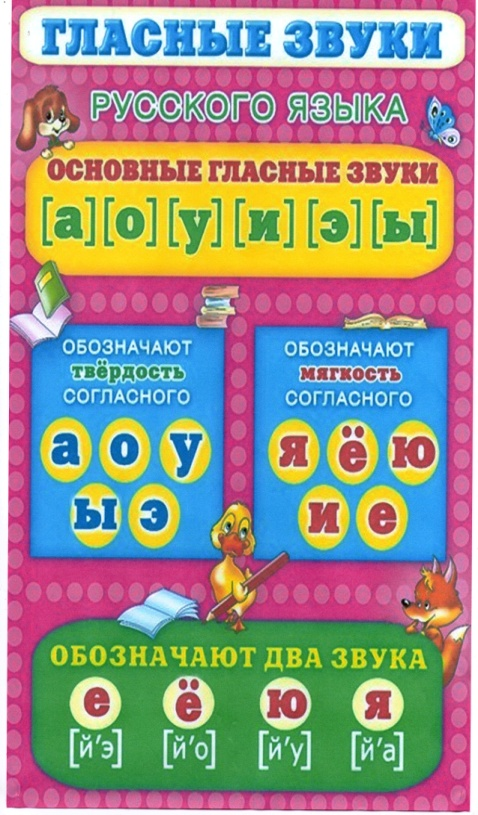 ГЛАСНЫЕ ЗВУКИ
РУССКОГО ЯЗЫКА
ОСНОВНЫЕ ГЛАСНЫЕ ЗВУКИ
[а] [о] [у] [и] [э] [ы]
ОБОЗНАЧАЮТ
твёрдость
СОГЛАСНОГО
а о у
ы э
ОБОЗНАЧАЮТ
мягкость
СОГЛАСНОГО
я ё ю
и е
ОБОЗНАЧАЮТ ДВА ЗВУКА
е ё ю я
[й'э] [й'о] [й'у] [й'а]